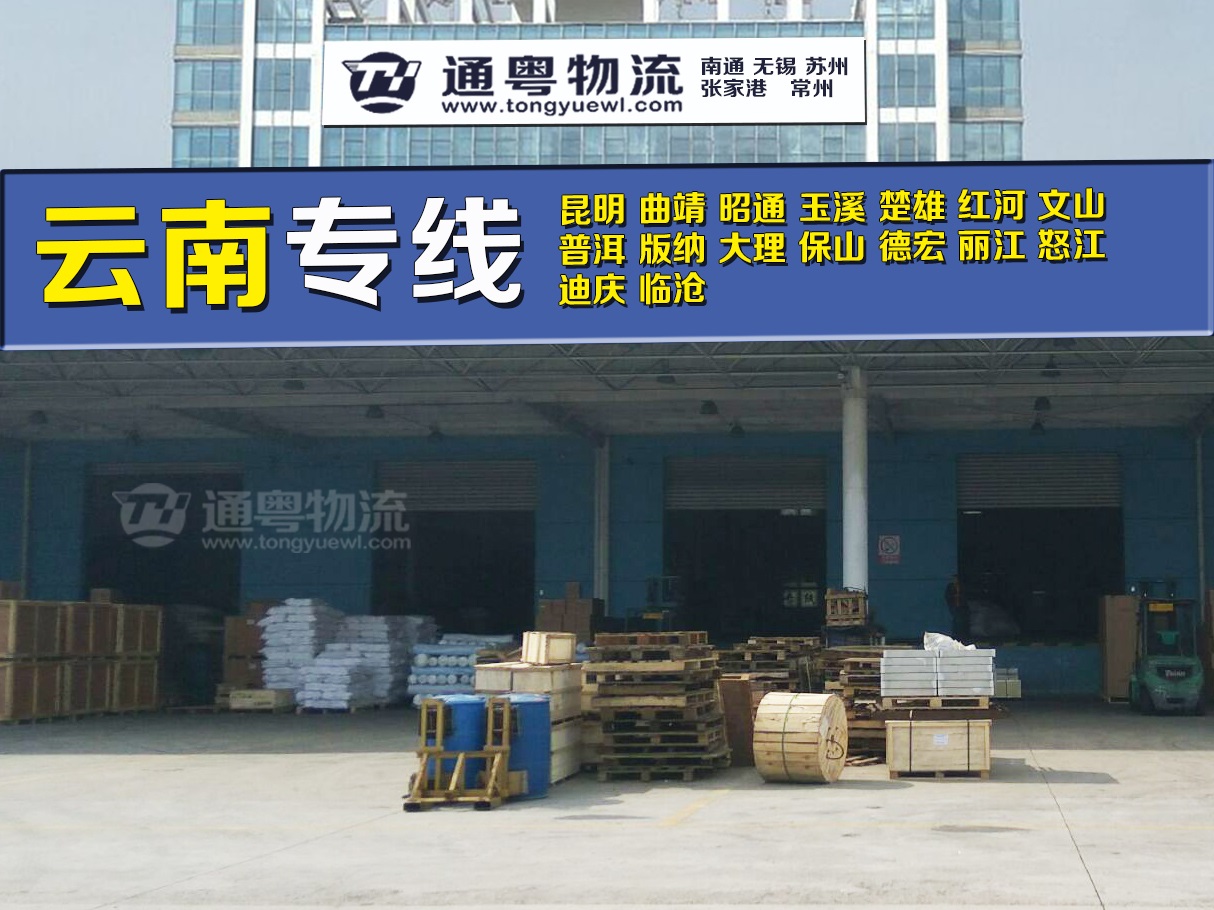 通粤物流
www.tongyuewl.com
南通 无锡 苏州
张家港 常州
云南专线
昆明 曲靖 昭通 玉溪 楚雄 红河 文山
普洱 版纳 大理 保山 德宏 丽江 怒江
迪庆 临沧
通粤物流
www.tongyuewl.com